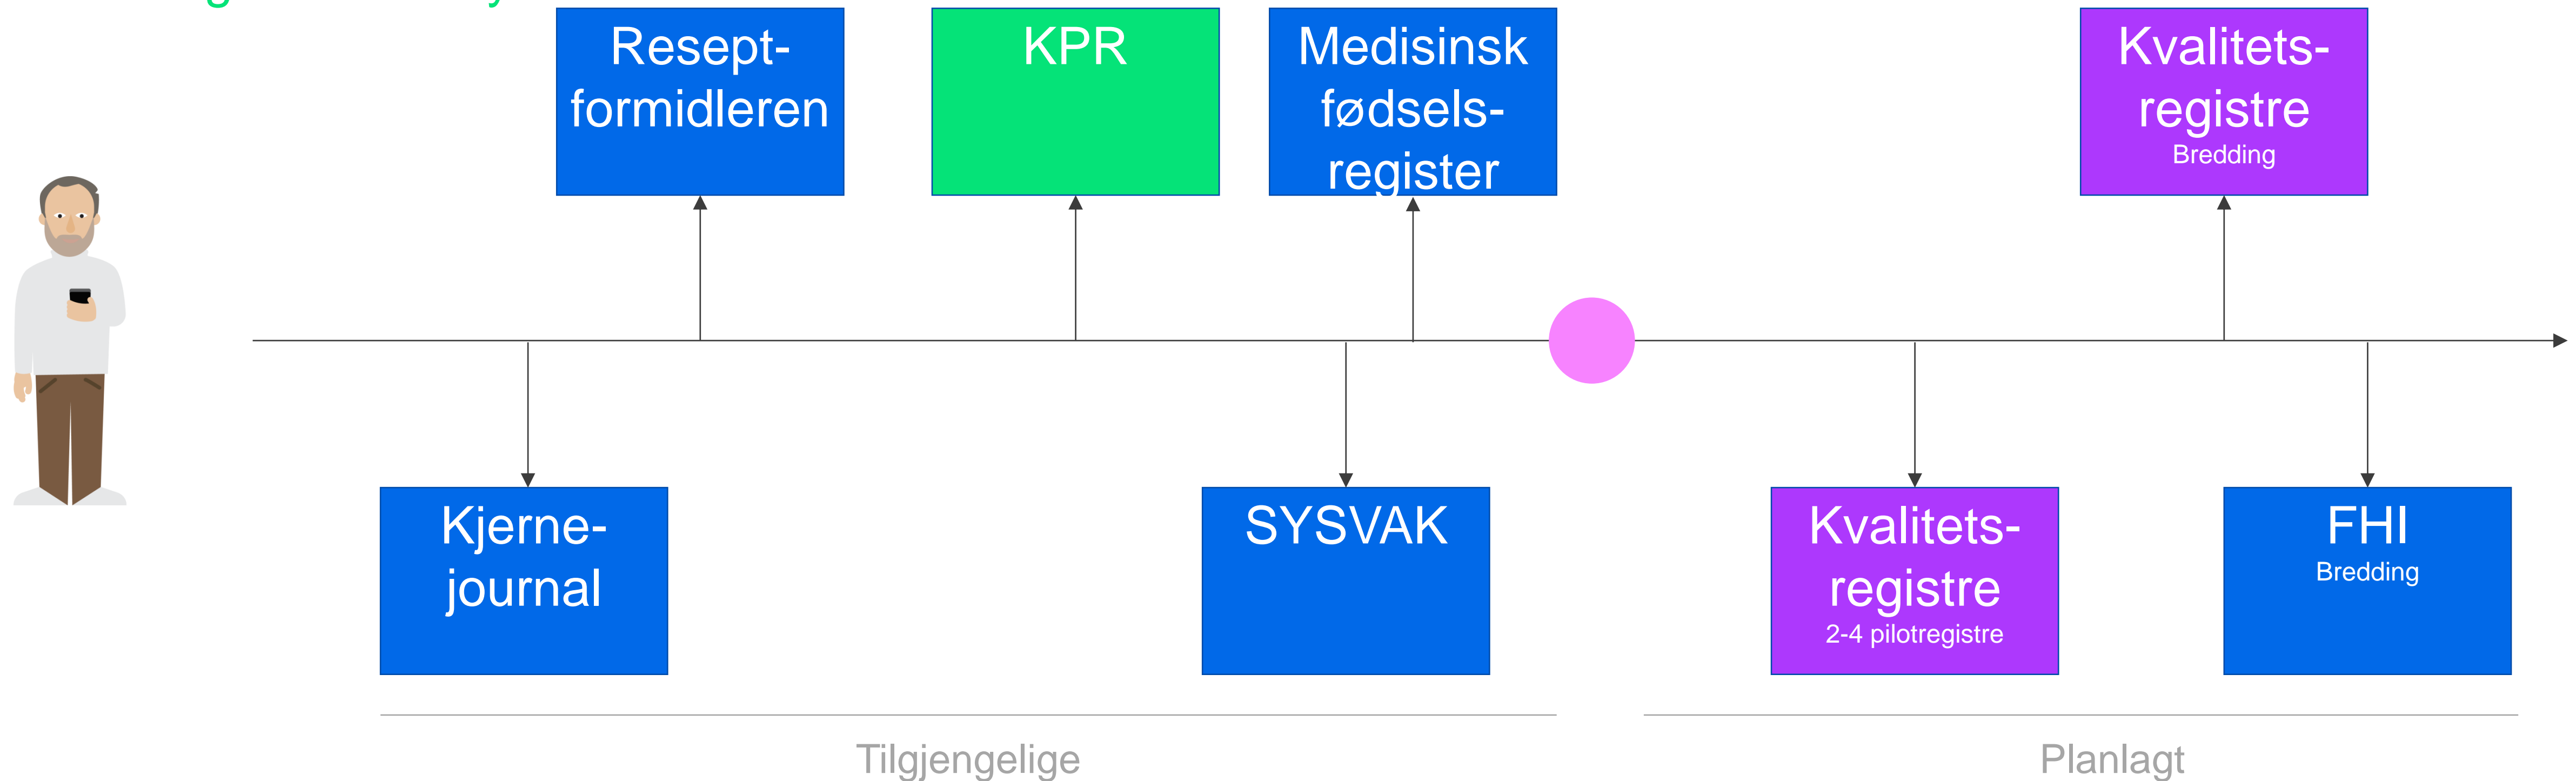 Resept-
formidleren
KPR
Medisinsk
fødsels-
register
Kvalitets-
registre
Bredding
Kjerne-
journal
SYSVAK
Kvalitets-
registre
2-4 pilotregistre
FHI
Bredding
Tilgjengelige
Planlagt